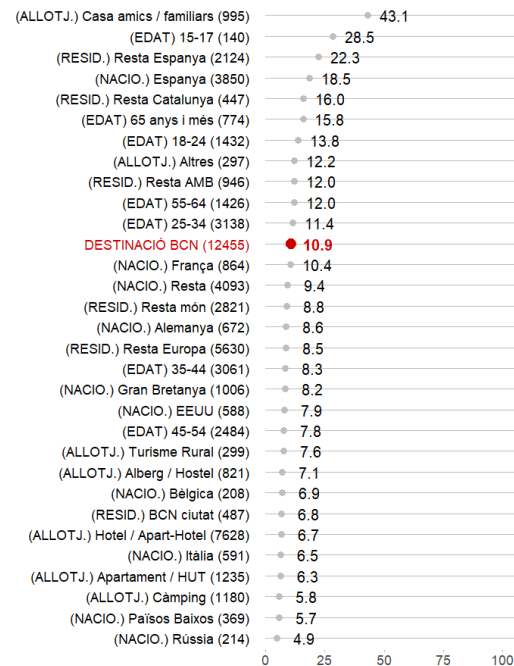 (ALLOTJ.) Casa amics / familiars (995) 43.1
(EDAT) 15-17 (140) 28.5
(RESID.) Resta Espanya (2124) 22.3
(NACIO.) Espanya (3850) 18.5
(RESID.) Resta Catalunya (447) 16.0
(EDAT) 65 anys i més (774) 15.8
(EDAT) 18-24 (1432) 13.8
(ALLOTJ.) Altres (297) 12.2
(RESID.) Resta AMB (946) 12.0
(EDAT) 55-64 (1426) 12.0
(EDAT) 25-34 (3138) 11.4
DESTINACIÓ BCN (12455) 10.9
(NACIO.) França (864) 10.4
(NACIO.) Resta (4093) 9.4
(RESID.) Resta món (2821) 8.8
(NACIO.) Alemanya (672) 8.6
(RESID.) Resta Europa (5630) 8.5
(EDAT) 35-44 (3061) 8.3
(NACIO.) Gran Bretanya (1006) 8.2
(NACIO.) EEUU (588) 7.9
(EDAT) 45-54 (2484) 7.8
(ALLOTJ.) Turisme Rural (299) 7.6
(ALLOTJ.) Alberg / Hostel (821) 7.1
(NACIO.) Bèlgica (208) 6.9
(RESID.) BCN ciutat (487) 6.8
(ALLOTJ.) Hotel / Apart-Hotel (7628) 6.7
(NACIO.) Itàlia (591) 6.5
(ALLOTJ.) Apartament / HUT (1235) 6.3
(ALLOTJ.) Càmping (1180) 5.8
(NACIO.) Països Baixos (369) 5.7
(NACIO.) Rússia (214) 4.9
0 25 50 75 100